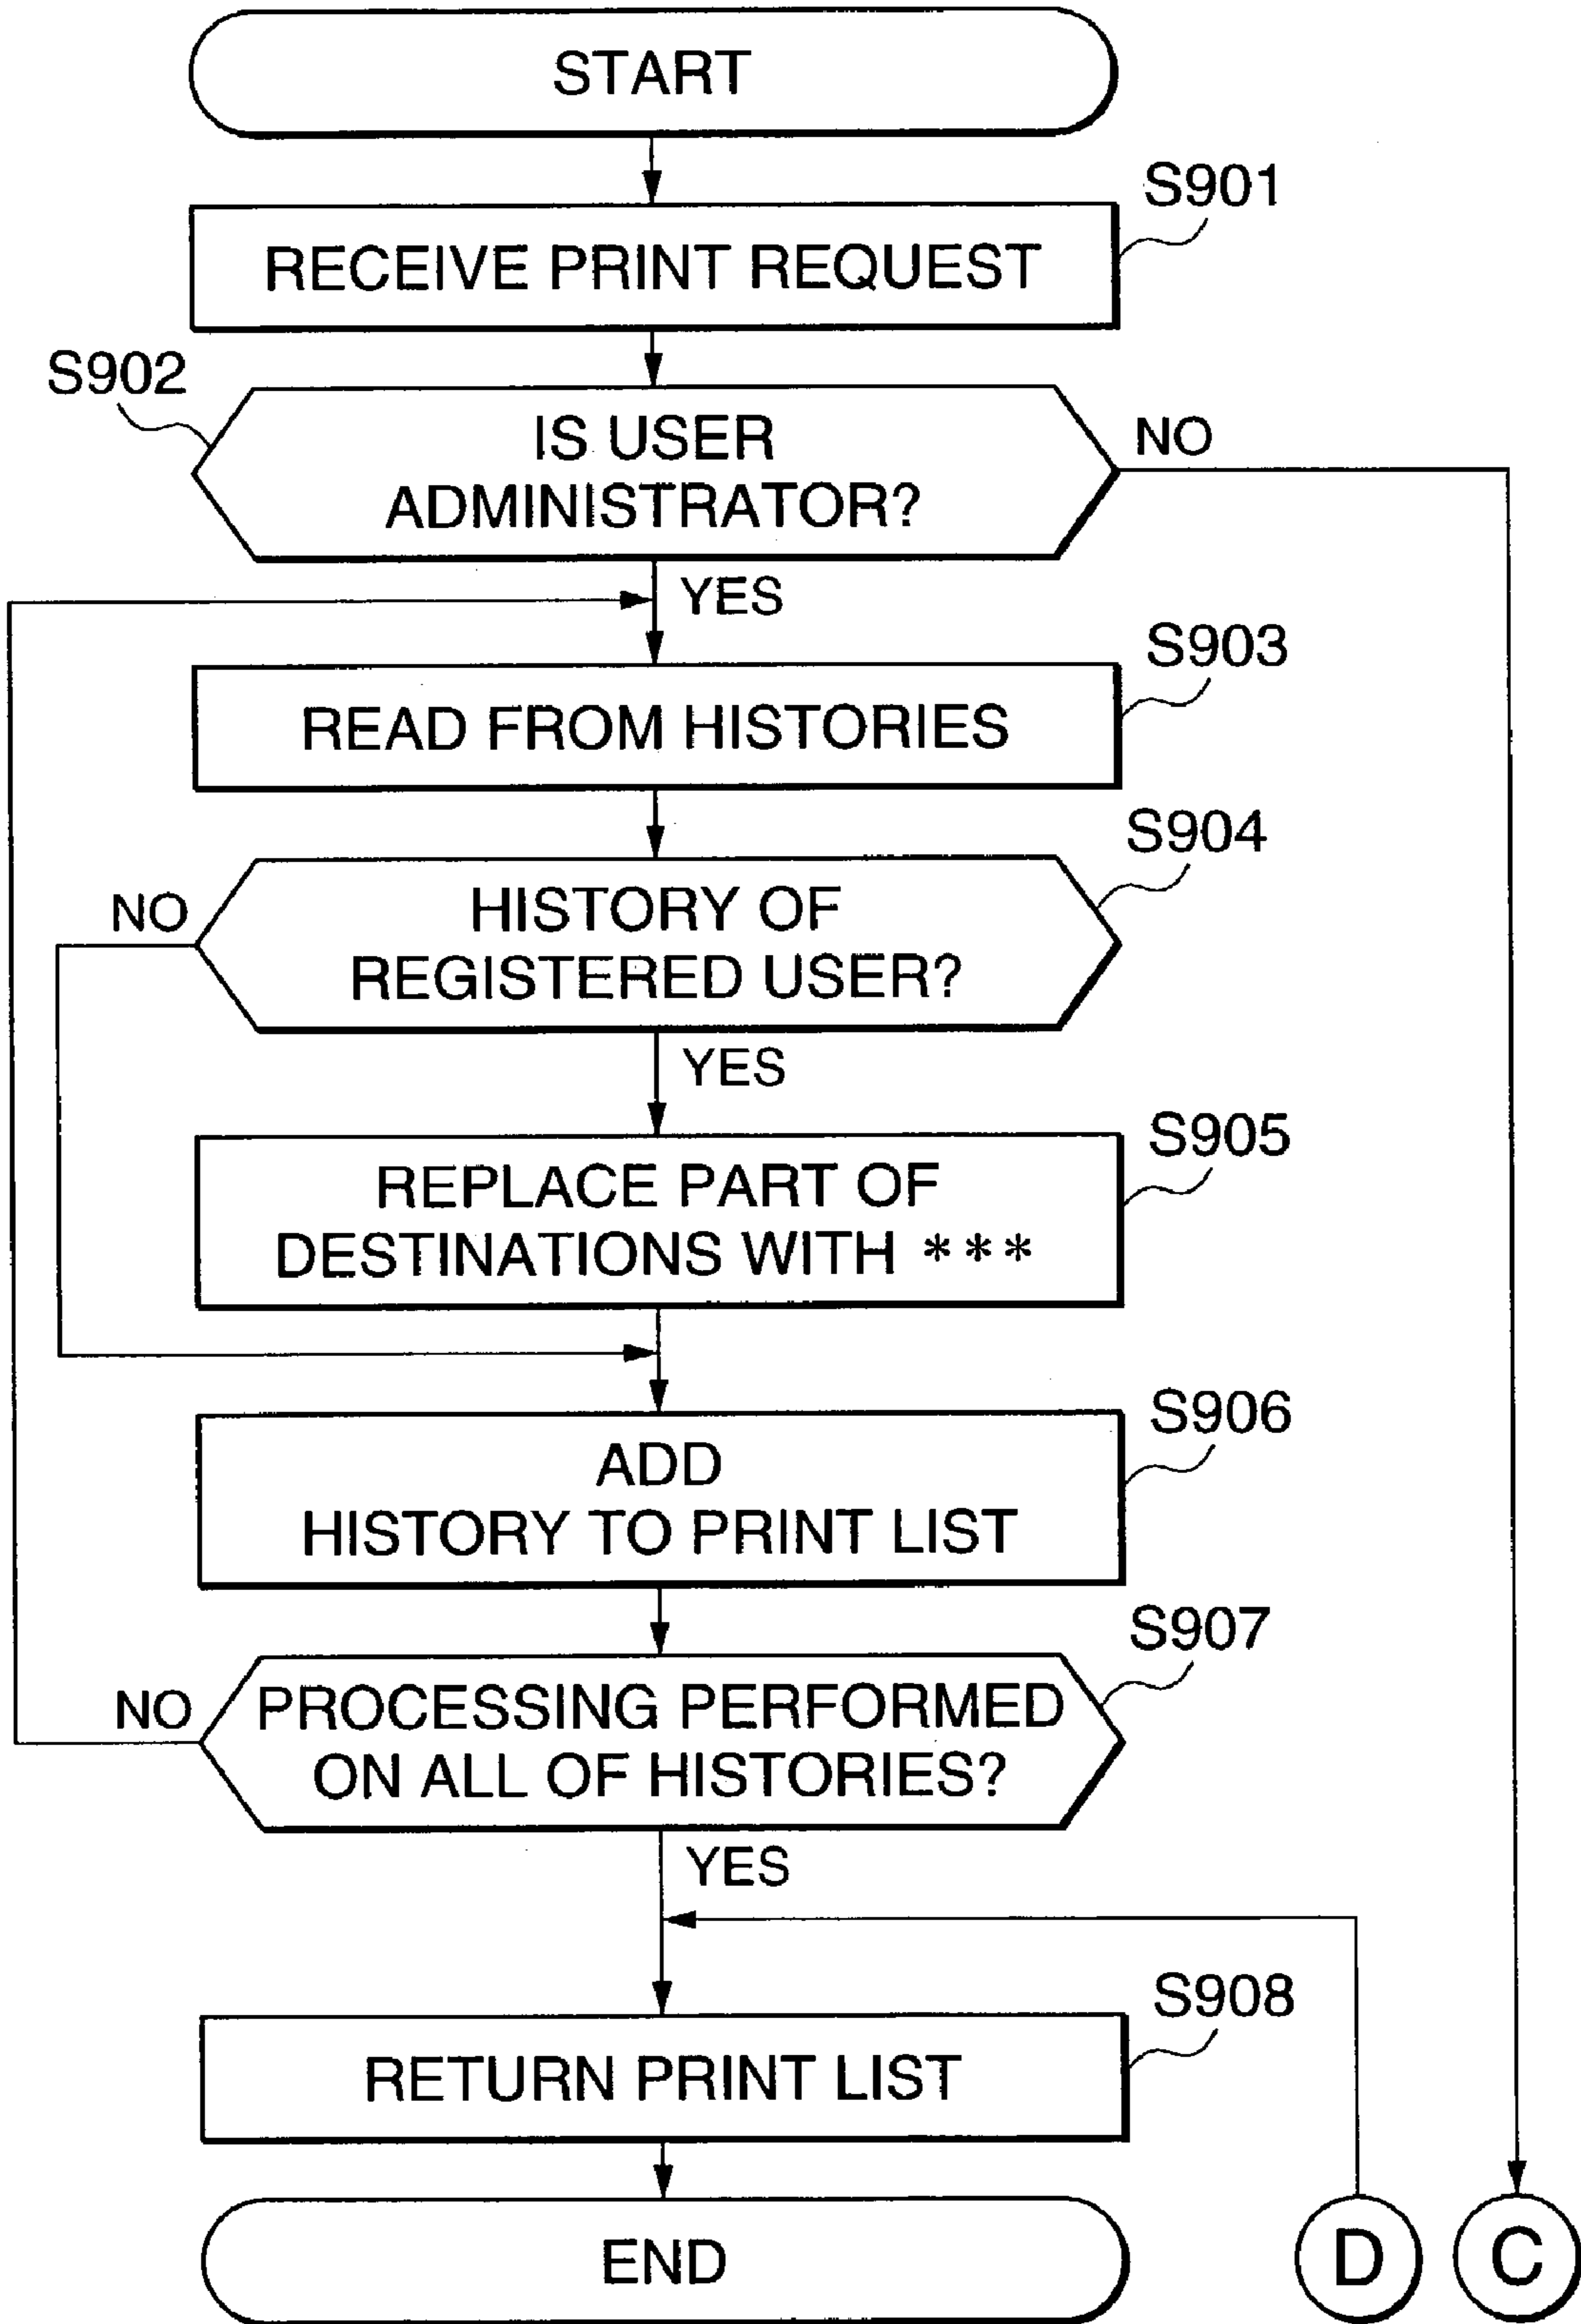 START
S901
RECEIVE PRINT REQUEST
S902
IS USER
ADMINISTRATOR?
NO
YES
S903
READ FROM HISTORIES
S904
NO
HISTORY OF
REGISTERED USER?
YES
S905
REPLACE PART OF
DESTINATIONS WITH ***
S906
ADD
HISTORY TO PRINT LIST
S907
NO
PROCESSING PERFORMED
ON ALL OF HISTORIES?
YES
S908
RETURN PRINT LIST
END
D
C